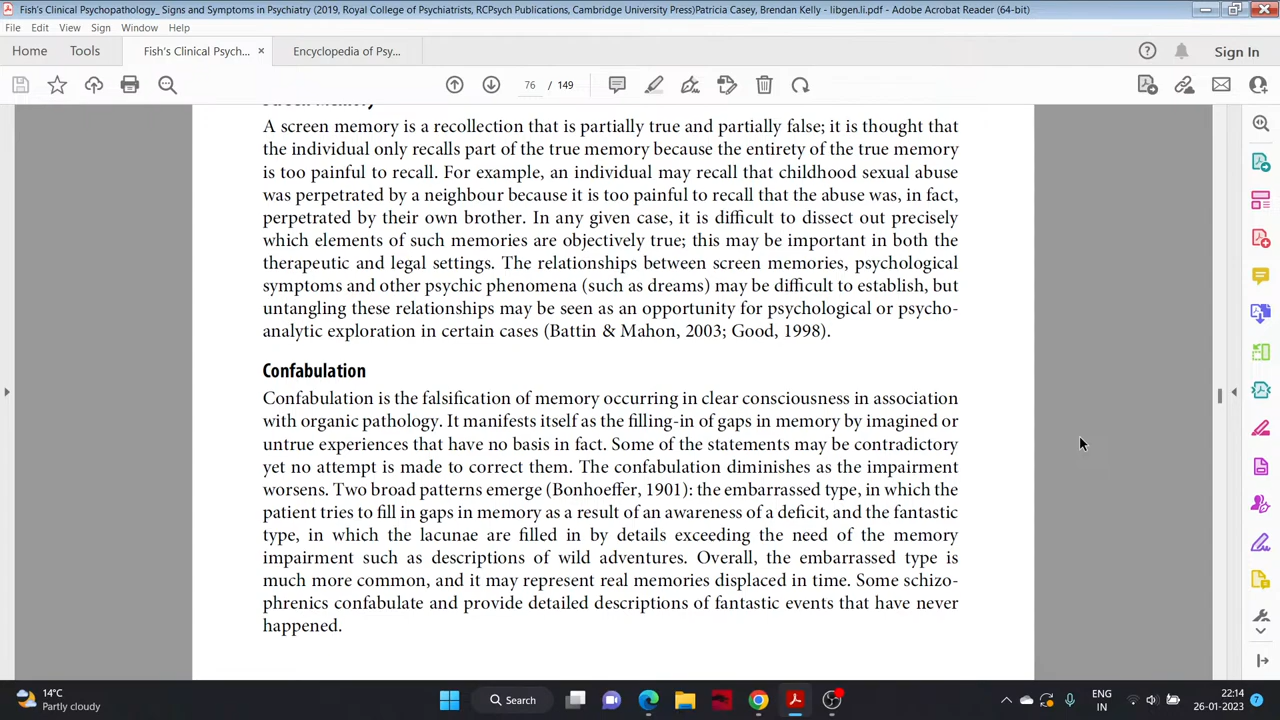 Fish's Clinical Psychopathology_ Signs and Symptoms in Psychiatry (2019, Royal College of Psychiatrists, RCPsych Publications, Cambridge University Press)Patricia Casey, Brendan Kelly - libgen.li.pdf - Adobe Acrobat Reader (64-bit)
File Edit View Sign Window Help
Home Tools Fish's Clinical Psych... × Encyclopedia of Psy... Sign In
76 / 149
A screen memory is a recollection that is partially true and partially false; it is thought that
the individual only recalls part of the true memory because the entirety of the true memory
is too painful to recall. For example, an individual may recall that childhood sexual abuse
was perpetrated by a neighbour because it is too painful to recall that the abuse was, in fact,
perpetrated by their own brother. In any given case, it is difficult to dissect out precisely
which elements of such memories are objectively true; this may be important in both the
therapeutic and legal settings. The relationships between screen memories, psychological
symptoms and other psychic phenomena (such as dreams) may be difficult to establish, but
untangling these relationships may be seen as an opportunity for psychological or psycho-
analytic exploration in certain cases (Battin & Mahon, 2003; Good, 1998).
Confabulation
Confabulation is the falsification of memory occurring in clear consciousness in association
with organic pathology. It manifests itself as the filling-in of gaps in memory by imagined or
untrue experiences that have no basis in fact. Some of the statements may be contradictory
yet no attempt is made to correct them. The confabulation diminishes as the impairment
worsens. Two broad patterns emerge (Bonhoeffer, 1901): the embarrassed type, in which the
patient tries to fill in gaps in memory as a result of an awareness of a deficit, and the fantastic
type, in which the lacunae are filled in by details exceeding the need of the memory
impairment such as descriptions of wild adventures. Overall, the embarrassed type is
much more common, and it may represent real memories displaced in time. Some schizo-
phrenics confabulate and provide detailed descriptions of fantastic events that have never
happened.
14°C
Partly cloudy
Search
ENG
IN
22:14
26-01-2023
7